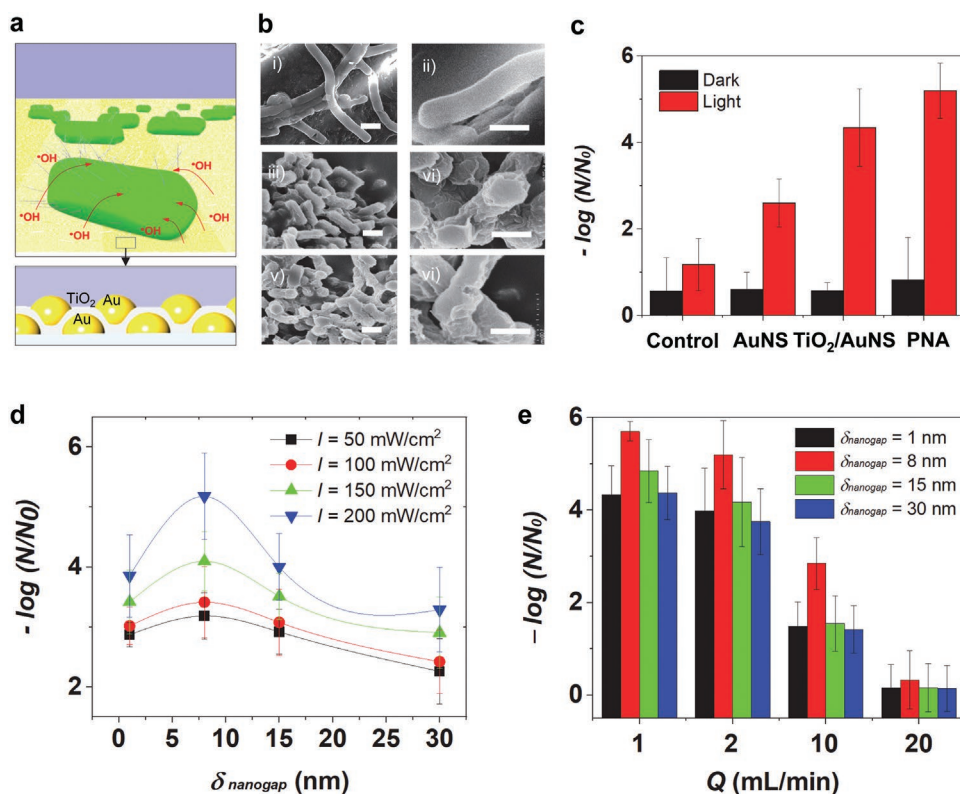 a
•OH
•OH
•OH
•OH
•OH
•OH
•OH
TiO₂ Au
Au
b
i)
ii)
iii)
vi)
v)
vi)
c
6
4
2
0
- log (N/N₀)
Dark
Light
Control AuNS TiO₂/AuNS PNA
d
6
4
2
- log (N/N₀)
I = 50 mW/cm²
I = 100 mW/cm²
I = 150 mW/cm²
I = 200 mW/cm²
0 5 10 15 20 25 30
δ nanogap (nm)
e
6
4
2
0
– log (N/N₀)
δnanogap = 1 nm
δnanogap = 8 nm
δnanogap = 15 nm
δnanogap = 30 nm
1 2 10 20
Q (mL/min)